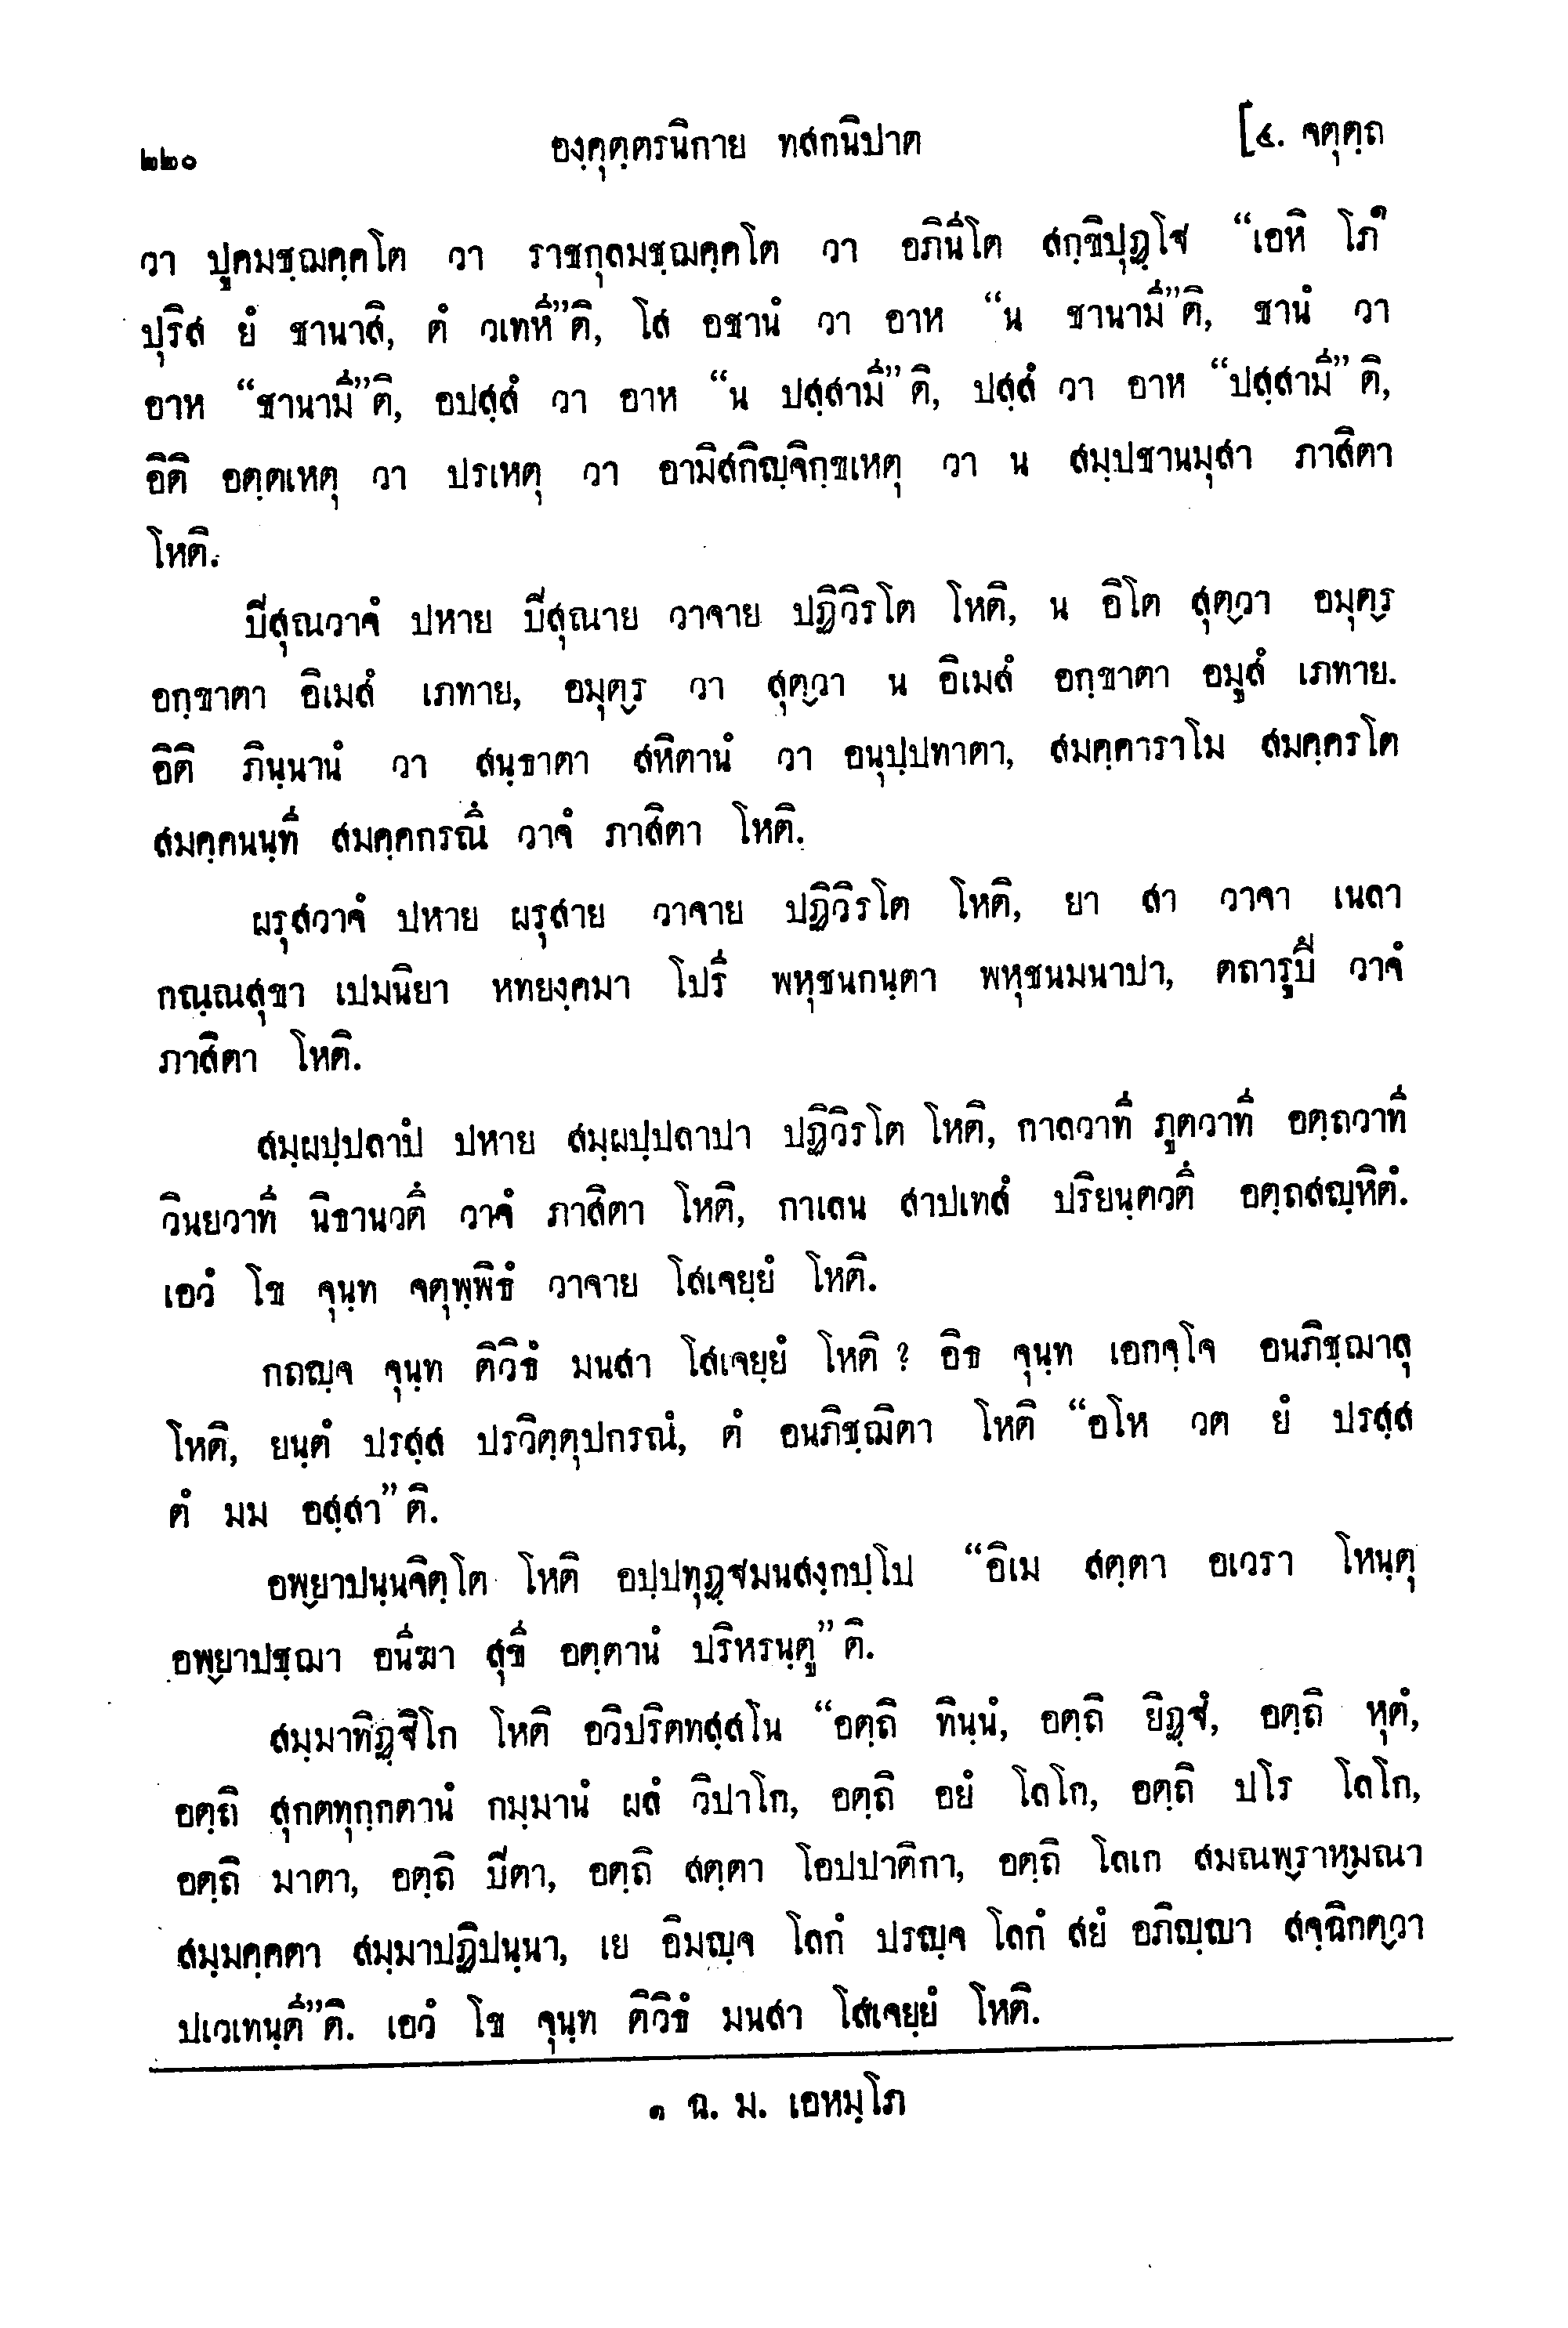 ๒๒๐ องฺคุตฺตรนิกาย ทสกนิปาต [๔. จตุตฺถ
วา ปูคมชฺฌคฺคโต วา ราชกุลมชฺฌคฺคโต วา อภินีโต สกฺขิปุฏฺโฐ “เอหิ โภ๑
ปุริส ยํ ชานาสิ, ตํ วเทหี”ติ, โส อชานํ วา อาห “น ชานามี”ติ, ชานํ วา
อาห “ชานามี”ติ, อปสฺสํ วา อาห “น ปสฺสามี”ติ, ปสฺสํ วา อาห “ปสฺสามี”ติ,
อิติ อตฺตเหตุ วา ปรเหตุ วา อามิสกิญฺจิกฺขเหตุ วา น สมฺปชานมุสา ภาสิตา
โหติ.
ปิสุณวาจํ ปหาย ปิสุณาย วาจาย ปฏิวิรโต โหติ, น อิโต สุตฺวา อมุตฺร
อกฺขาตา อิเมสํ เภทาย, อมุตฺร วา สุตฺวา น อิเมสํ อกฺขาตา อมูสํ เภทาย.
อิติ ภินฺนานํ วา สนฺธาตา สหิตานํ วา อนุปฺปทาตา, สมคฺคาราโม สมคฺครโต
สมคฺคนนฺทึ สมคฺคกรณึ วาจํ ภาสิตา โหติ.
ผรุสวาจํ ปหาย ผรุสาย วาจาย ปฏิวิรโต โหติ, ยา สา วาจา เนลา
กณฺณสุขา เปมนิยา หทยงฺคมา โปรี พหุชนกนฺตา พหุชนมนาปา, ตถารูปึ วาจํ
ภาสิตา โหติ.
สมฺผปฺปลาปํ ปหาย สมฺผปฺปลาปา ปฏิวิรโต โหติ, กาลวาที ภูตวาที อตฺถวาที
วินยวาที นิธานวตึ วาจํ ภาสิตา โหติ, กาเลน สาปเทสํ ปริยนฺตวตึ อตฺถสญฺหิตํ.
เอวํ โข จุนฺท จตุพฺพิธํ วาจาย โสเจยฺยํ โหติ.
กถญฺจ จุนฺท ติวิธํ มนสา โสเจยฺยํ โหติ ? อิธ จุนฺท เอกจฺโจ อนภิชฺฌาลุ
โหติ, ยนฺตํ ปรสฺส ปรวิตฺตุปกรณํ, ตํ อนภิชฺฌิตา โหติ “อโห วต ยํ ปรสฺส
ตํ มม อสฺสา”ติ.
อพฺยาปนฺนจิตฺโต โหติ อปฺปทุฏฺฐมนสงฺกปฺโป “อิเม สตฺตา อเวรา โหนฺตุ
อพฺยาปชฺฌา อนีฆา สุขี อตฺตานํ ปริหรนฺตู”ติ.
สมฺมาทิฏฺฐิโก โหติ อวิปริตทสฺสโน “อตฺถิ ทินฺนํ, อตฺถิ ยิฏฺฐํ, อตฺถิ หุตํ,
อตฺถิ สุกตทุกฺกตานํ กมฺมานํ ผลํ วิปาโก, อตฺถิ อยํ โลโก, อตฺถิ ปโร โลโก,
อตฺถิ มาตา, อตฺถิ ปิตา, อตฺถิ สตฺตา โอปปาติกา, อตฺถิ โลเก สมณพฺราหฺมณา
สมฺมคฺคตา สมฺมาปฏิปนฺนา, เย อิมญฺจ โลกํ ปรญฺจ โลกํ สยํ อภิญฺญา สจฺฉิกตฺวา
ปเวเทนฺตี”ติ. เอวํ โข จุนฺท ติวิธํ มนสา โสเจยฺยํ โหติ.
๑ ฉ. ม. เอหมฺโภ